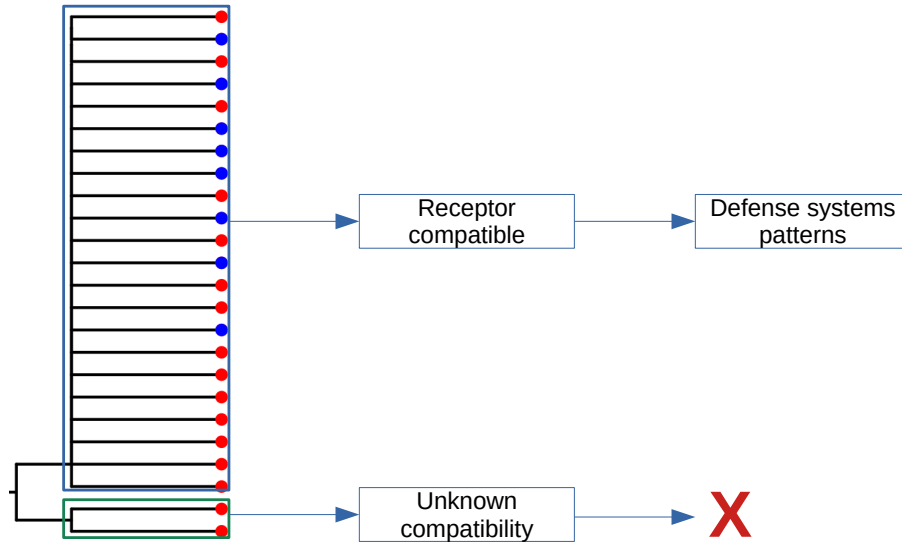 Receptor
compatible
Defense systems
patterns
Unknown
compatibility
X